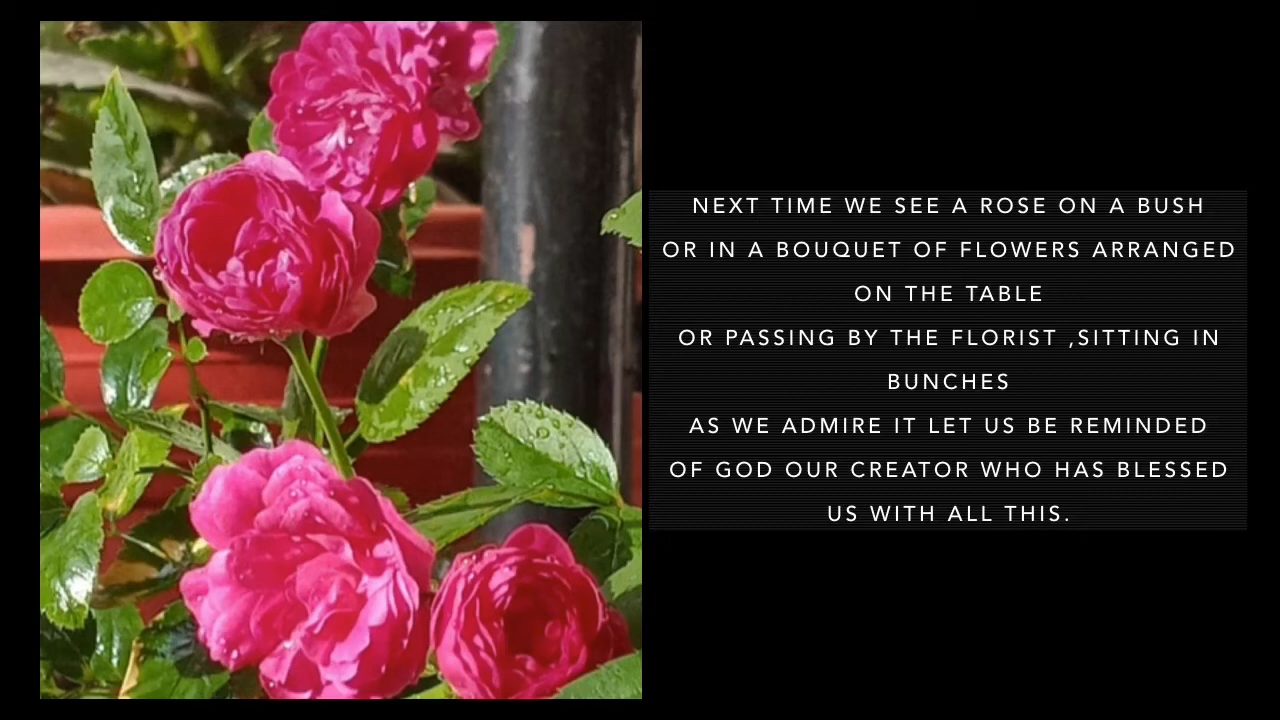 NEXT TIME WE SEE A ROSE ON A BUSH
OR IN A BOUQUET OF FLOWERS ARRANGED
ON THE TABLE
OR PASSING BY THE FLORIST ,SITTING IN
BUNCHES
AS WE ADMIRE IT LET US BE REMINDED
OF GOD OUR CREATOR WHO HAS BLESSED
US WITH ALL THIS.